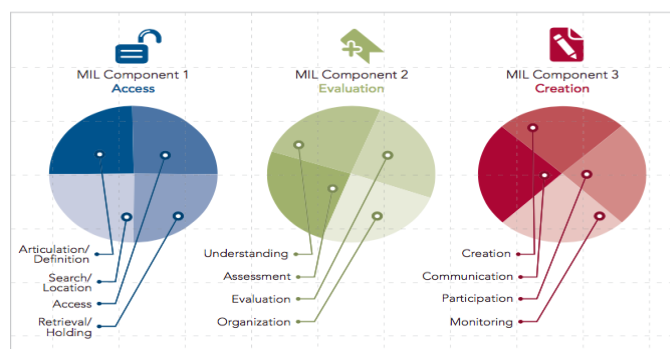 MIL Component 1
Access
Articulation/
Definition
Search/
Location
Access
Retrieval/
Holding
MIL Component 2
Evaluation
Understanding
Assessment
Evaluation
Organization
MIL Component 3
Creation
Creation
Communication
Participation
Monitoring